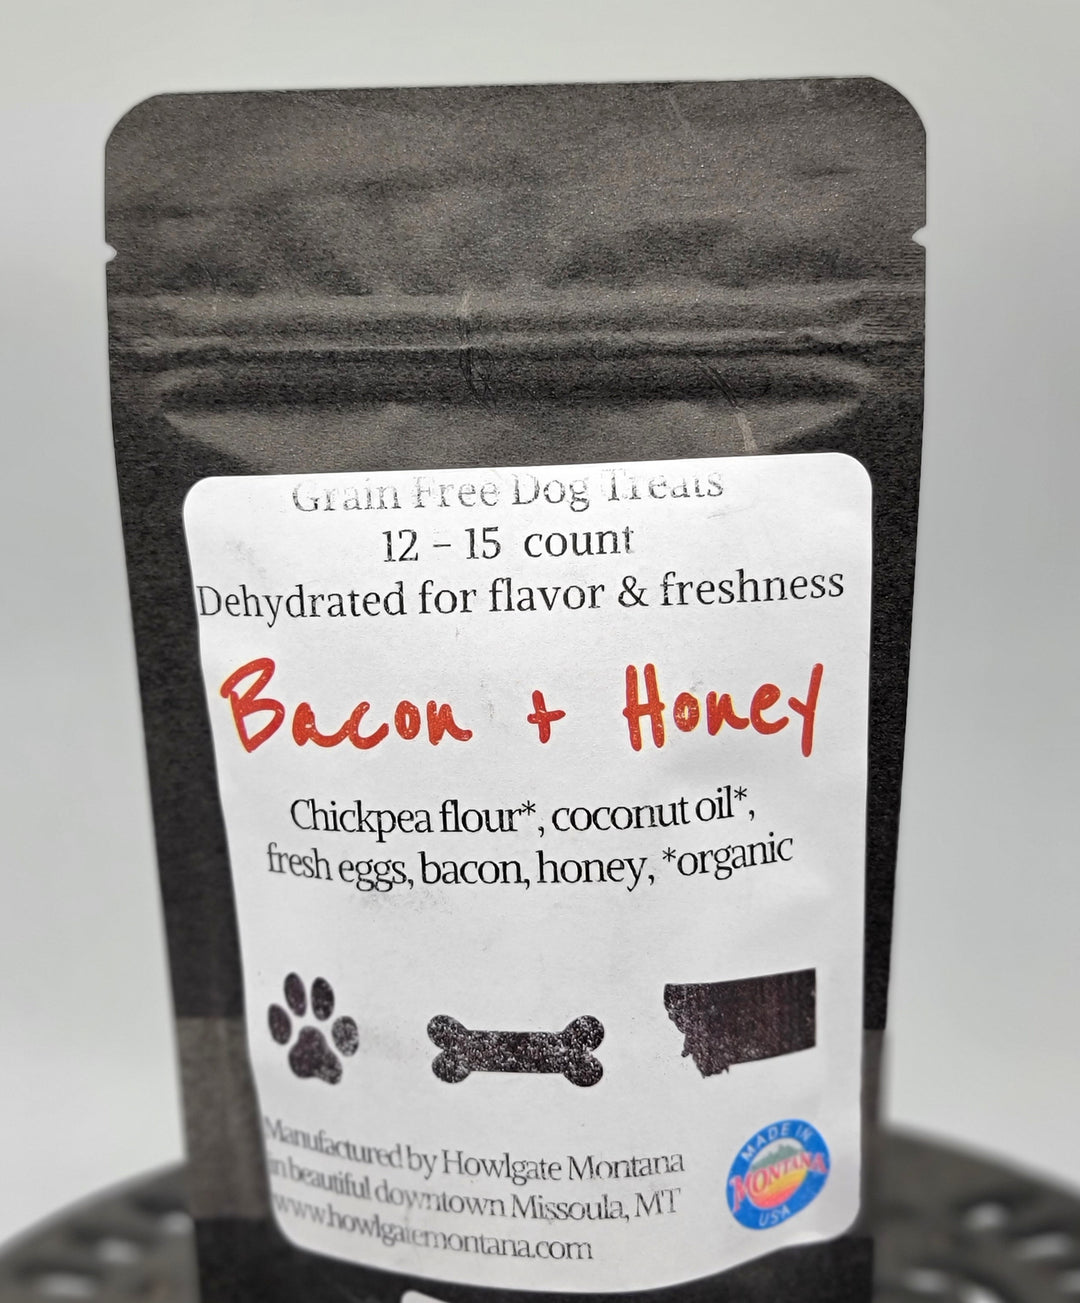 Grain Free Dog Treats
12 – 15 count
Dehydrated for flavor & freshness
Bacon + Honey
Chickpea flour*, coconut oil*,
fresh eggs, bacon, honey, *organic
Manufactured by Howlgate Montana
in beautiful downtown Missoula, MT
www.howlgatemontana.com
MADE IN
MONTANA
USA